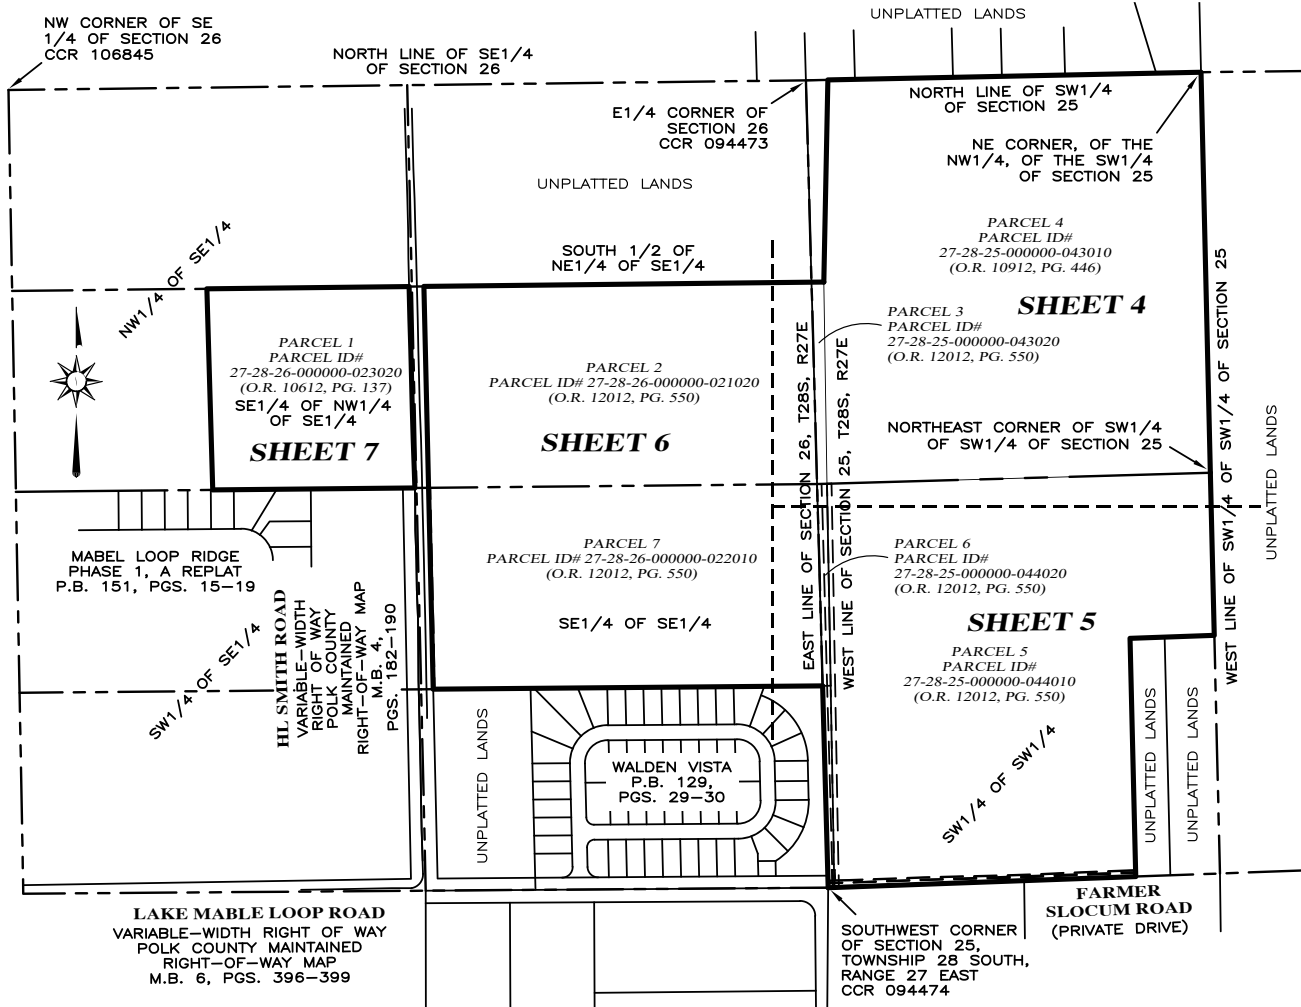 UNPLATTED LANDS
NW CORNER OF SE
1/4 OF SECTION 26
CCR 106845
NORTH LINE OF SE1/4
OF SECTION 26
NORTH LINE OF SW1/4
OF SECTION 25
E1/4 CORNER OF
SECTION 26
CCR 094473
NE CORNER, OF THE
NW1/4, OF THE SW1/4
OF SECTION 25
UNPLATTED LANDS
NW1/4 OF SE1/4
SOUTH 1/2 OF
NE1/4 OF SE1/4
PARCEL 4
PARCEL ID#
27-28-25-000000-043010
(O.R. 10912, PG. 446)
SHEET 4
PARCEL 3
PARCEL ID#
27-28-25-000000-043020
(O.R. 12012, PG. 550)
PARCEL 1
PARCEL ID#
27-28-26-000000-023020
(O.R. 10612, PG. 137)
SE1/4 OF NW1/4
OF SE1/4
SHEET 7
PARCEL 2
PARCEL ID# 27-28-26-000000-021020
(O.R. 12012, PG. 550)
SHEET 6
EAST LINE OF SECTION 26, T28S, R27E
WEST LINE OF SECTION 25, T28S, R27E
NORTHEAST CORNER OF SW1/4
OF SW1/4 OF SECTION 25
WEST LINE OF SW1/4 OF SW1/4 OF SECTION 25
UNPLATTED LANDS
MABEL LOOP RIDGE
PHASE 1, A REPLAT
P.B. 151, PGS. 15-19
PARCEL 7
PARCEL ID# 27-28-26-000000-022010
(O.R. 12012, PG. 550)
SE1/4 OF SE1/4
PARCEL 6
PARCEL ID#
27-28-25-000000-044020
(O.R. 12012, PG. 550)
SHEET 5
PARCEL 5
PARCEL ID#
27-28-25-000000-044010
(O.R. 12012, PG. 550)
SW1/4 OF SE1/4
HL SMITH ROAD
VARIABLE-WIDTH
RIGHT OF WAY
POLK COUNTY
MAINTAINED
RIGHT-OF-WAY MAP
M.B. 4,
PGS. 182-190
UNPLATTED LANDS
WALDEN VISTA
P.B. 129,
PGS. 29-30
SW1/4 OF SW1/4
UNPLATTED LANDS
UNPLATTED LANDS
LAKE MABLE LOOP ROAD
VARIABLE-WIDTH RIGHT OF WAY
POLK COUNTY MAINTAINED
RIGHT-OF-WAY MAP
M.B. 6, PGS. 396-399
FARMER
SLOCUM ROAD
(PRIVATE DRIVE)
SOUTHWEST CORNER
OF SECTION 25,
TOWNSHIP 28 SOUTH,
RANGE 27 EAST
CCR 094474